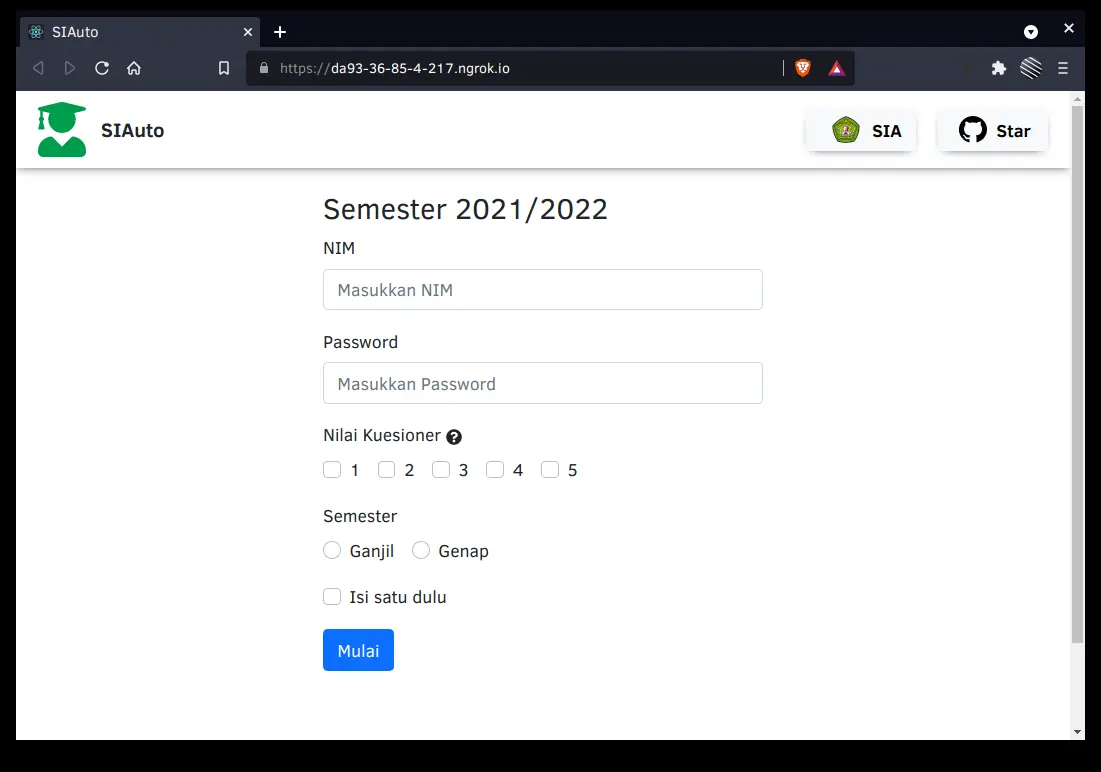 SIAuto
https://da93-36-85-4-217.ngrok.io
SIAuto
SIA
Star
Semester 2021/2022
NIM
Masukkan NIM
Password
Masukkan Password
Nilai Kuesioner ?
1 2 3 4 5
Semester
Ganjil Genap
Isi satu dulu
Mulai